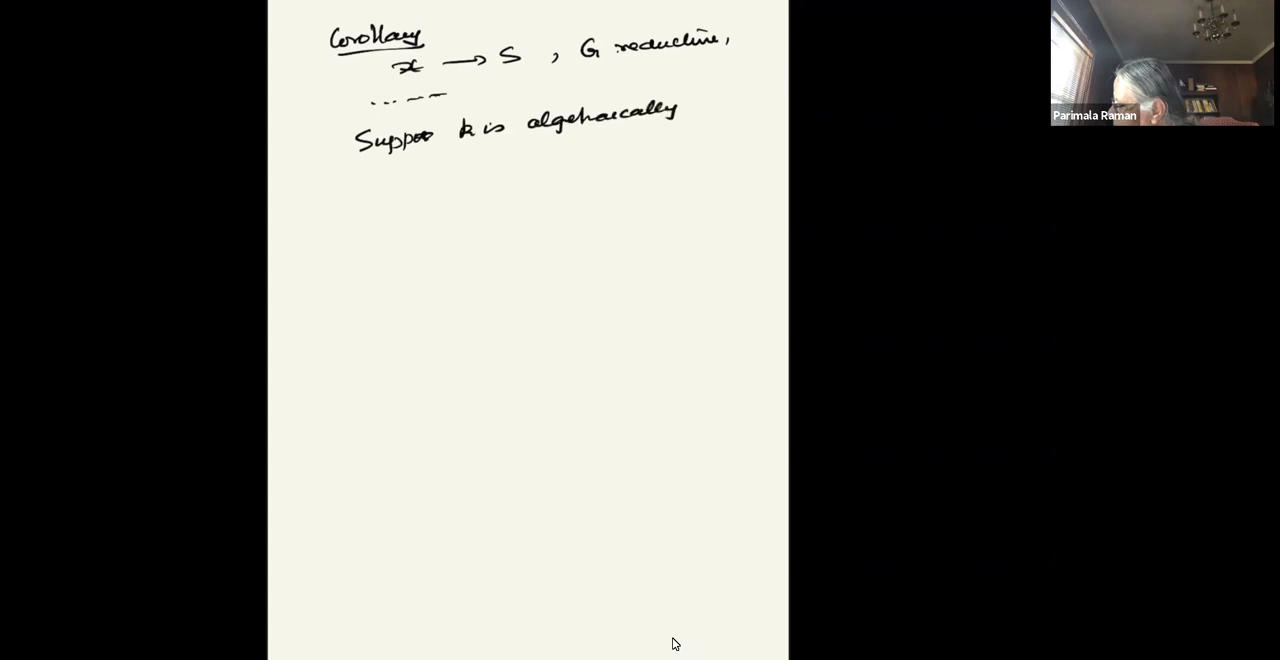 Corollary
𝒳 → S , G reductive,
... ---
Suppose k is algebraically
Parimala Raman